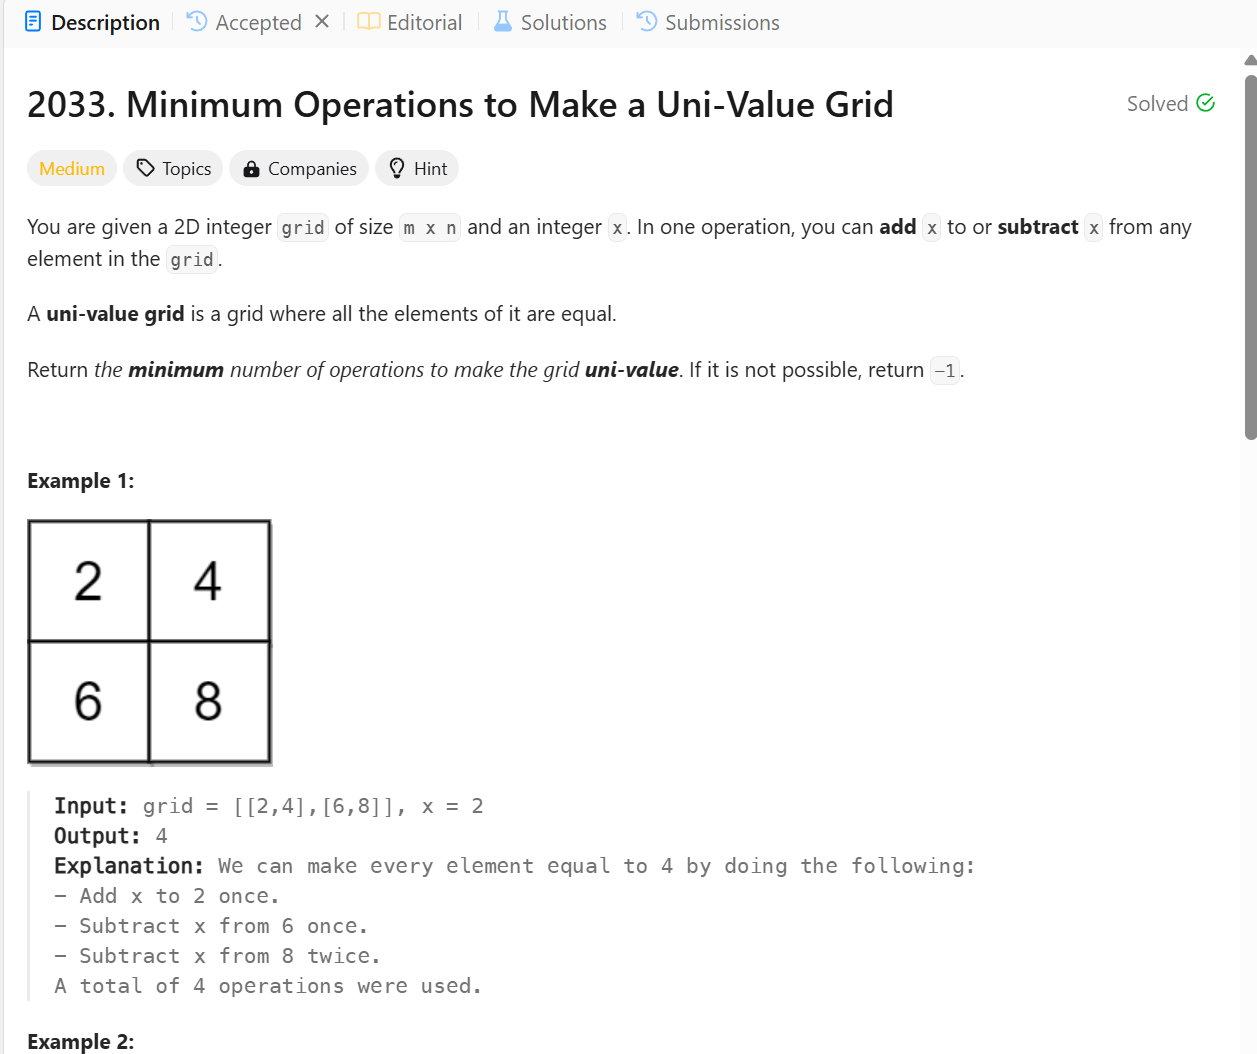 Description Accepted Editorial Solutions Submissions
2033. Minimum Operations to Make a Uni-Value Grid
Solved
Medium Topics Companies Hint
You are given a 2D integer grid of size m x n and an integer x. In one operation, you can add x to or subtract x from any
element in the grid.
A uni-value grid is a grid where all the elements of it are equal.
Return the minimum number of operations to make the grid uni-value. If it is not possible, return -1.
Example 1:
2 4
6 8
Input: grid = [[2,4],[6,8]], x = 2
Output: 4
Explanation: We can make every element equal to 4 by doing the following:
- Add x to 2 once.
- Subtract x from 6 once.
- Subtract x from 8 twice.
A total of 4 operations were used.
Example 2: